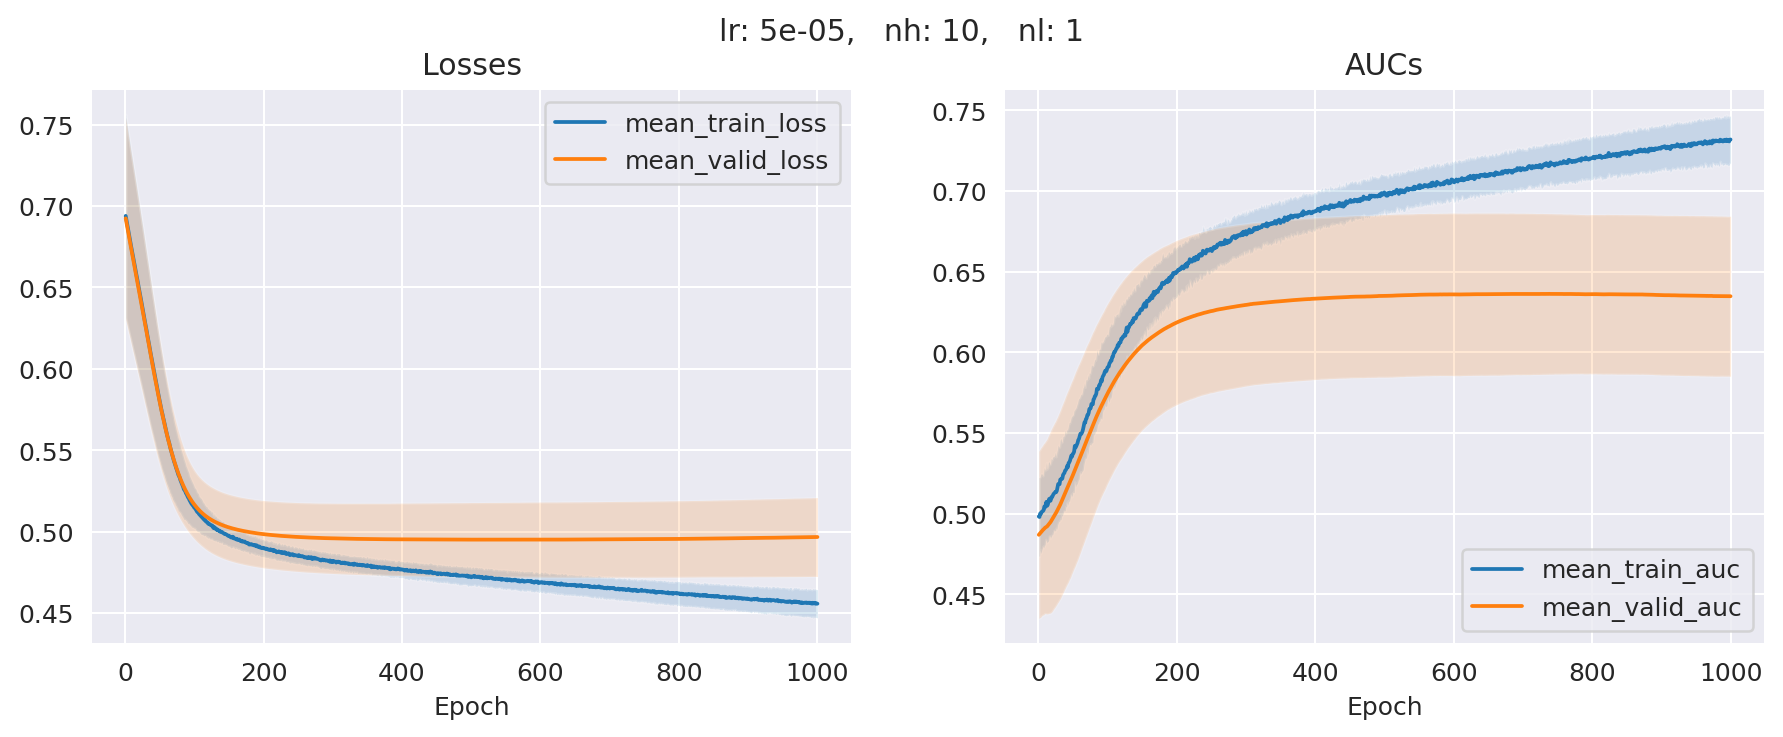 lr: 5e-05,   nh: 10,   nl: 1
Losses
mean_train_loss
mean_valid_loss
0.75
0.70
0.65
0.60
0.55
0.50
0.45
0 200 400 600 800 1000
Epoch
AUCs
0.75
0.70
0.65
0.60
0.55
0.50
0.45
mean_train_auc
mean_valid_auc
0 200 400 600 800 1000
Epoch